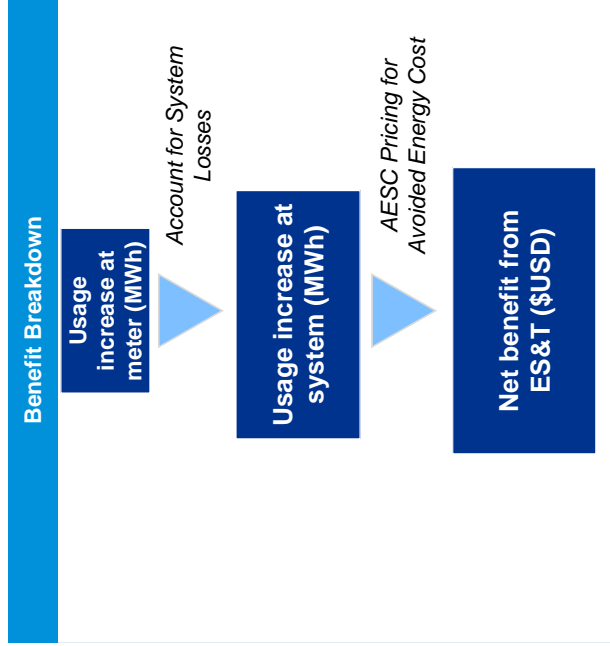 Benefit Breakdown
Usage
increase at
meter (MWh)
Account for System
Losses
Usage increase at
system (MWh)
AESC Pricing for
Avoided Energy Cost
Net benefit from
ES&T ($USD)